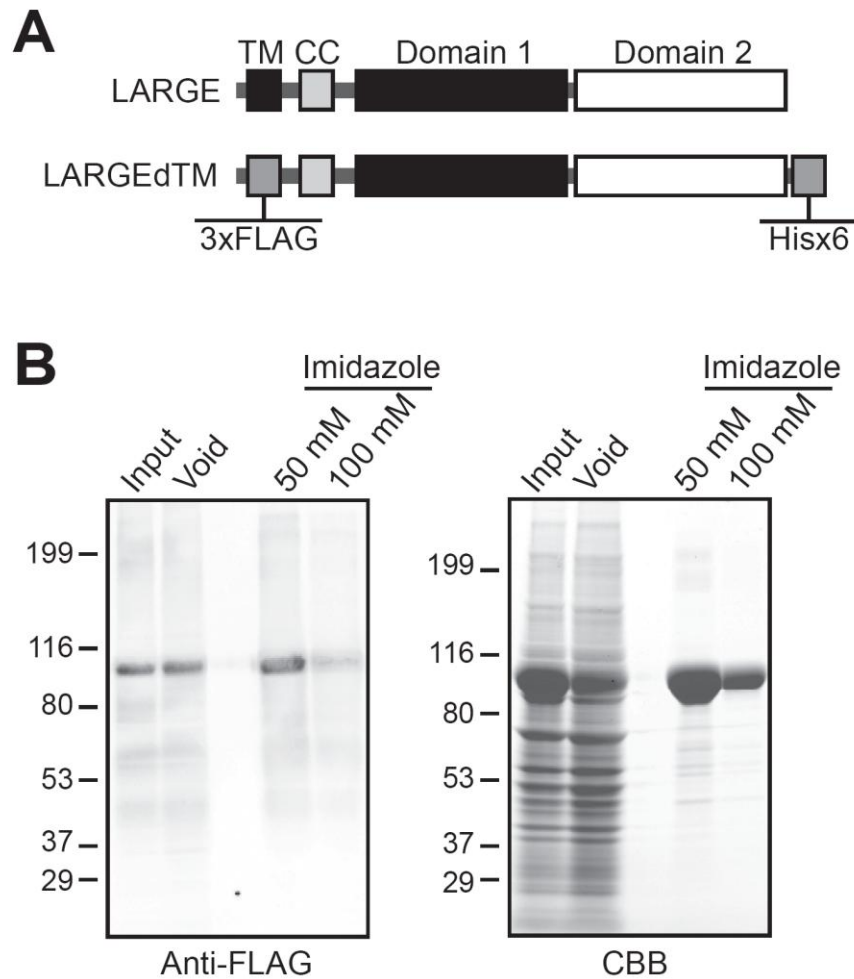 A
TM CC Domain 1 Domain 2
LARGE
LARGEdTM
3xFLAG Hisx6
B
Imidazole Imidazole
Input Void 50 mM 100 mM Input Void 50 mM 100 mM
199 199
116 116
80 80
53 53
37 37
29 29
Anti-FLAG CBB